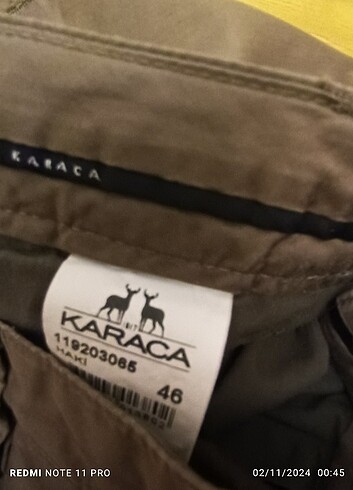 KARACA
KARACA
119203065
HAKİ
46
REDMI NOTE 11 PRO
02/11/2024 00:45